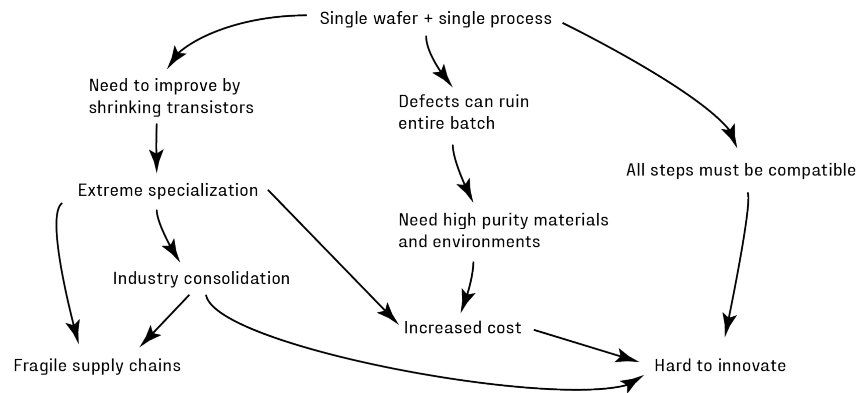 Single wafer + single process
Need to improve by
shrinking transistors
Defects can ruin
entire batch
All steps must be compatible
Extreme specialization
Need high purity materials
and environments
Industry consolidation
Increased cost
Fragile supply chains
Hard to innovate